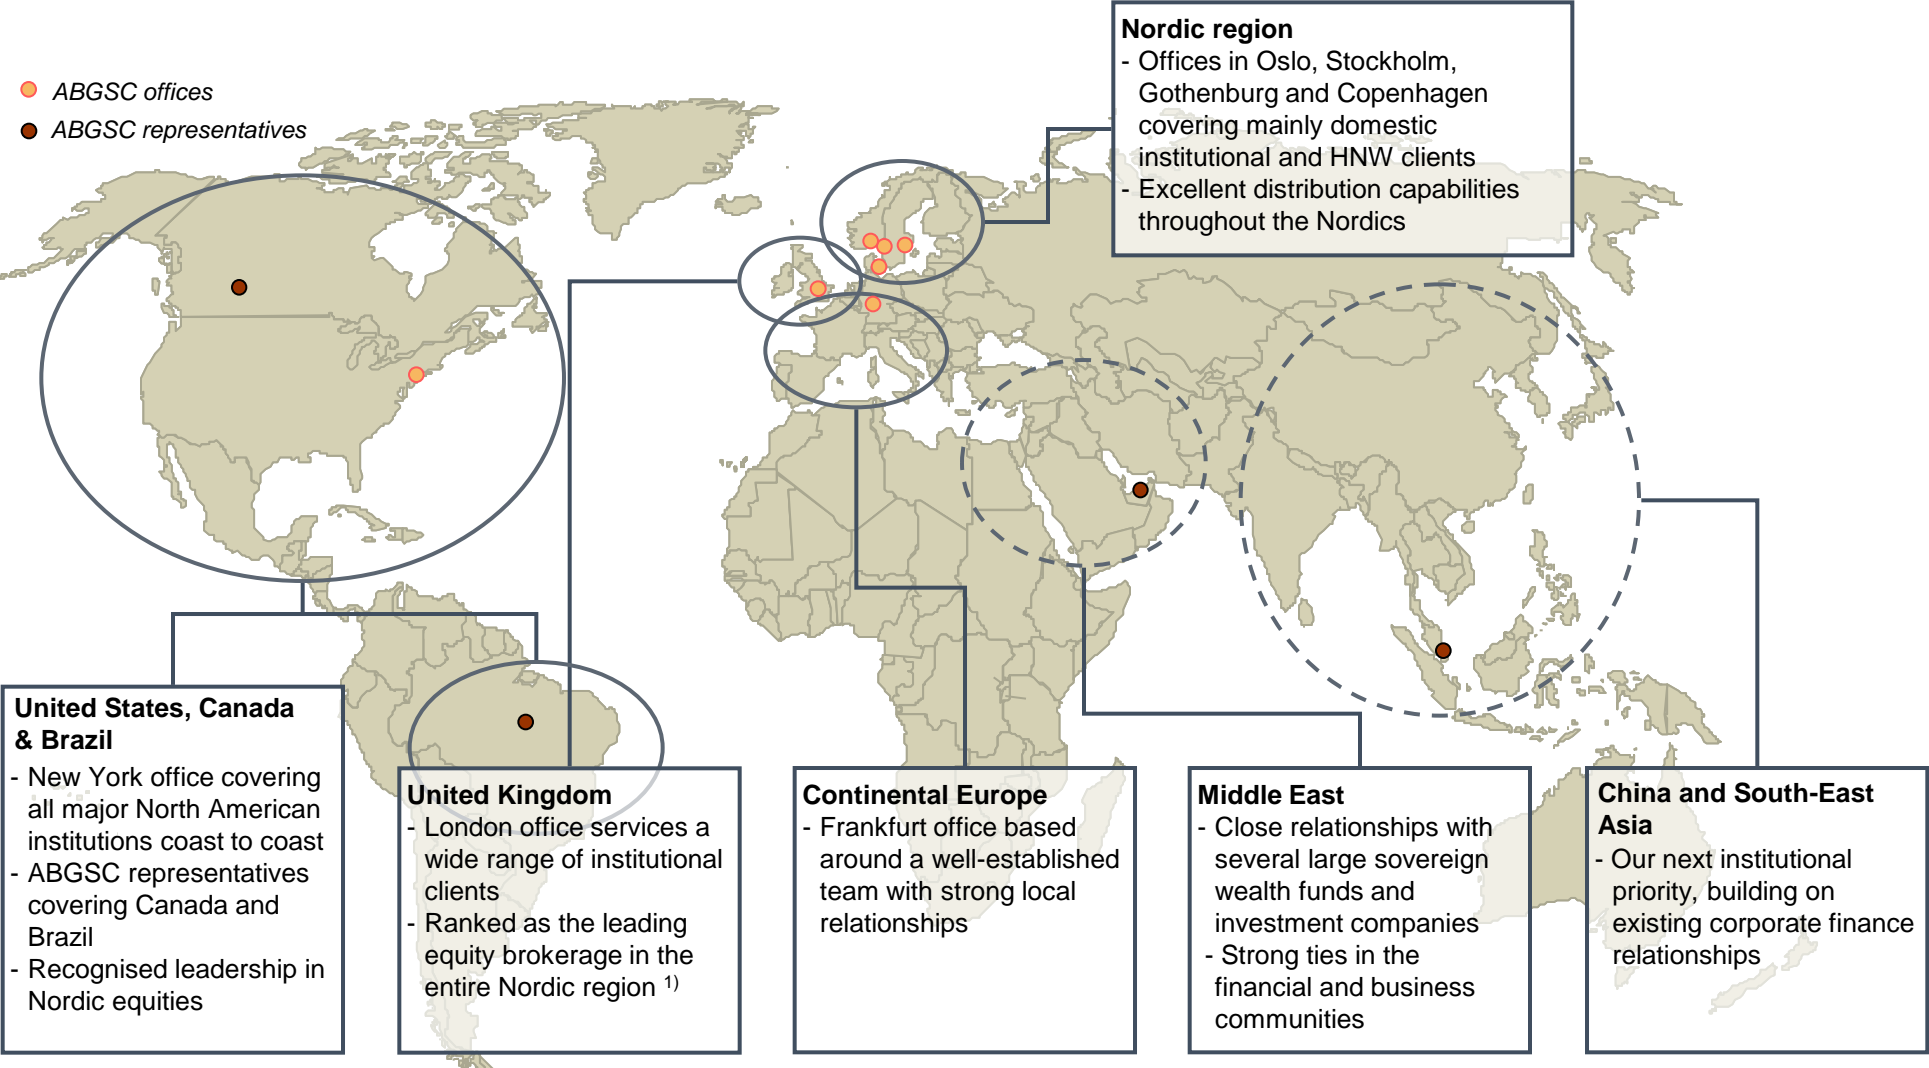 ABGSC offices
ABGSC representatives
Nordic region
- Offices in Oslo, Stockholm,
Gothenburg and Copenhagen
covering mainly domestic
institutional and HNW clients
- Excellent distribution capabilities
throughout the Nordics
United States, Canada
& Brazil
- New York office covering
all major North American
institutions coast to coast
- ABGSC representatives
covering Canada and
Brazil
- Recognised leadership in
Nordic equities
United Kingdom
- London office services a
wide range of institutional
clients
- Ranked as the leading
equity brokerage in the
entire Nordic region 1)
Continental Europe
- Frankfurt office based
around a well-established
team with strong local
relationships
Middle East
- Close relationships with
several large sovereign
wealth funds and
investment companies
- Strong ties in the
financial and business
communities
China and South-East
Asia
- Our next institutional
priority, building on
existing corporate finance
relationships